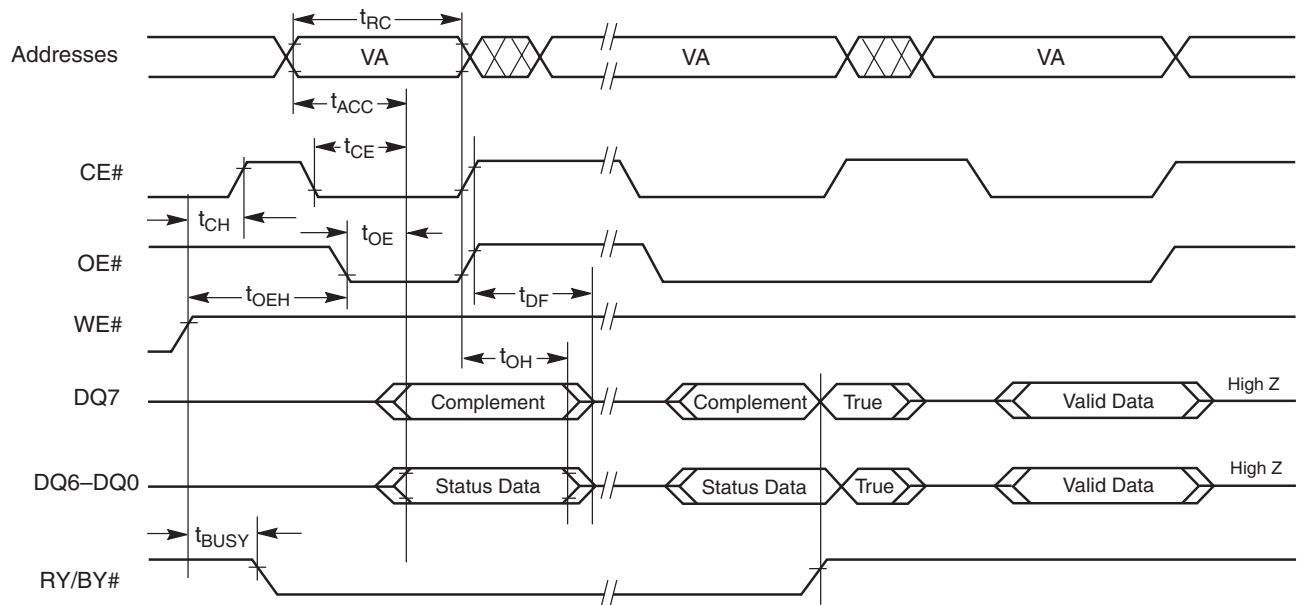 tRC
Addresses VA VA VA
tACC
tCE
CE#
tCH tOE
OE#
tOEH tDF
WE#
tOH
DQ7 Complement Complement True Valid Data High Z
DQ6–DQ0 Status Data Status Data True Valid Data High Z
tBUSY
RY/BY#